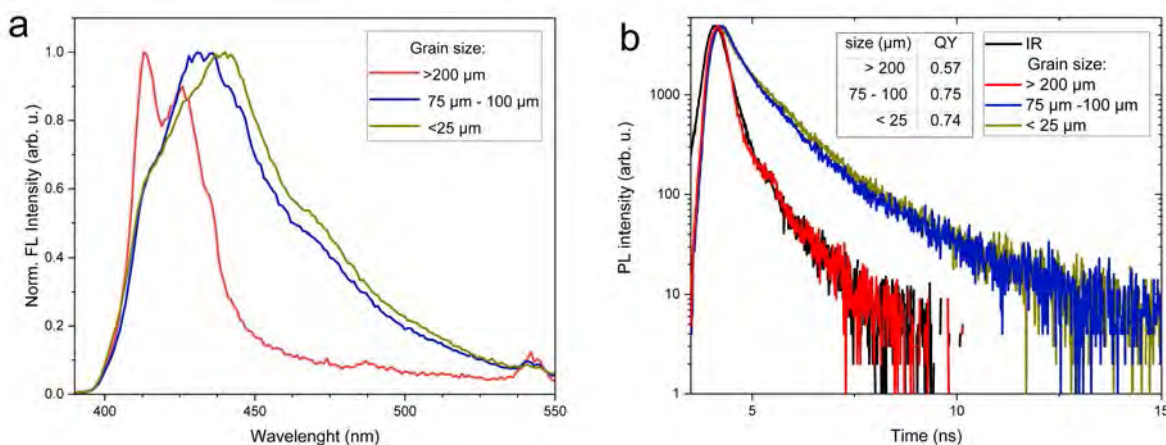 a
Norm. FL Intensity (arb. u.)
1.0
0.8
0.6
0.4
0.2
0.0
400
450
500
550
Wavelenght (nm)
Grain size:
>200 µm
75 µm - 100 µm
<25 µm
b
PL intensity (arb. u.)
1000
100
10
1
5
10
15
Time (ns)
size (µm) QY
> 200 0.57
75 - 100 0.75
< 25 0.74
IR
Grain size:
> 200 µm
75 µm -100 µm
< 25 µm